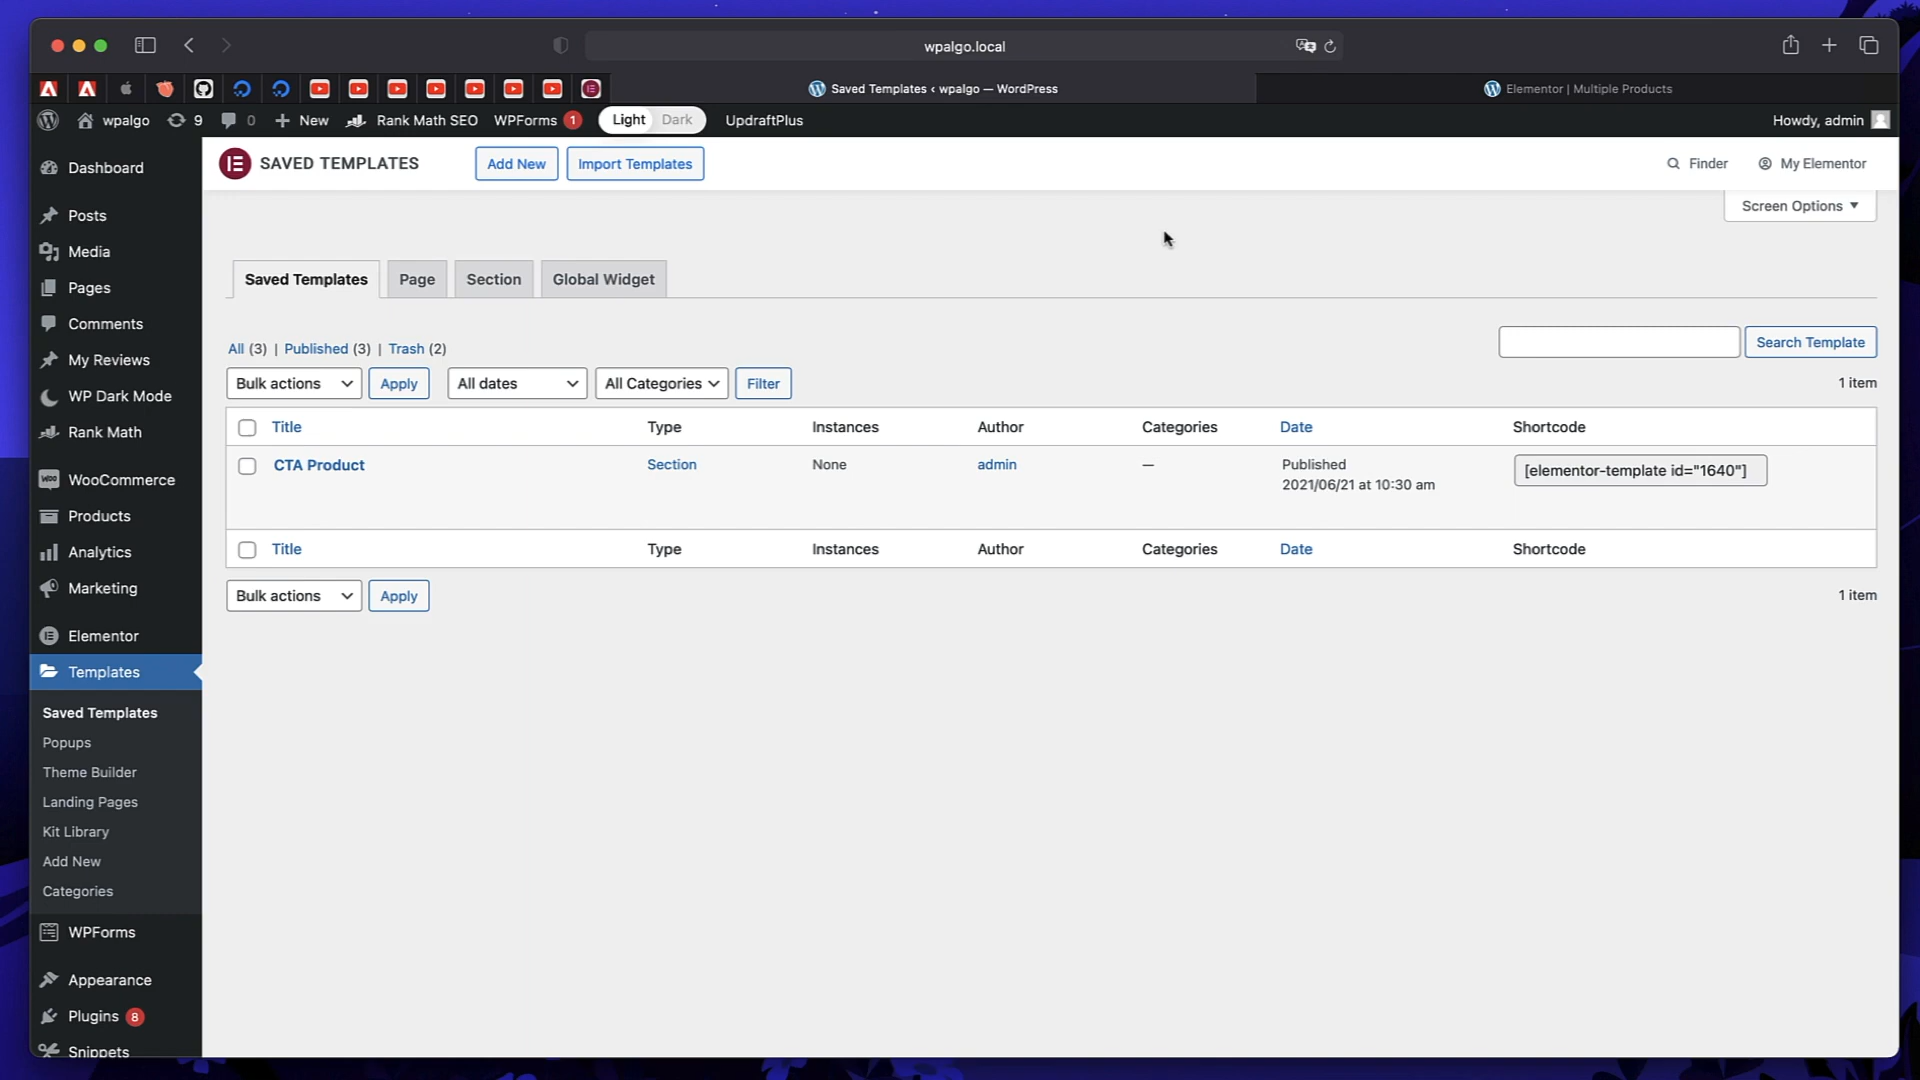 wpalgo.local
Saved Templates ‹ wpalgo — WordPress
Elementor | Multiple Products
wpalgo
9
0
New
Rank Math SEO
WPForms
1
Light
Dark
UpdraftPlus
Howdy, admin
Dashboard
Posts
Media
Pages
Comments
My Reviews
WP Dark Mode
Rank Math
WooCommerce
Products
Analytics
Marketing
Elementor
Templates
Saved Templates
Popups
Theme Builder
Landing Pages
Kit Library
Add New
Categories
WPForms
Appearance
Plugins 8
Snippets
SAVED TEMPLATES
Add New
Import Templates
Finder
My Elementor
Screen Options
Saved Templates
Page
Section
Global Widget
All (3) | Published (3) | Trash (2)
Search Template
Bulk actions
Apply
All dates
All Categories
Filter
1 item
Title
Type
Instances
Author
Categories
Date
Shortcode
CTA Product
Section
None
admin
—
Published
2021/06/21 at 10:30 am
[elementor-template id="1640"]
Title
Type
Instances
Author
Categories
Date
Shortcode
Bulk actions
Apply
1 item